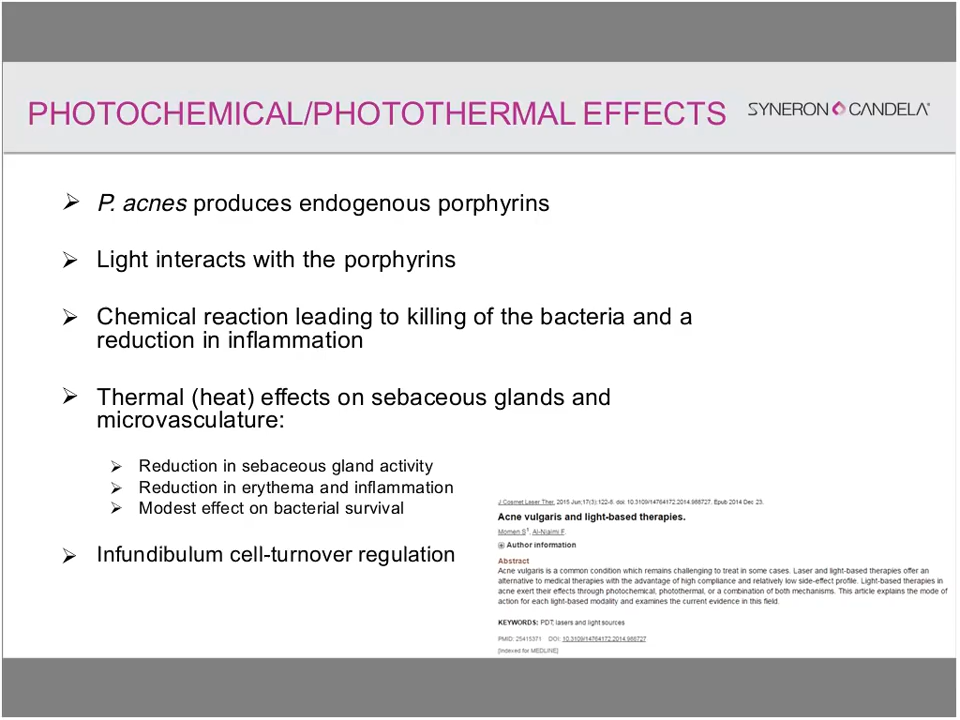 PHOTOCHEMICAL/PHOTOTHERMAL EFFECTS
SYNERON CANDELA
P. acnes produces endogenous porphyrins
Light interacts with the porphyrins
Chemical reaction leading to killing of the bacteria and a
reduction in inflammation
Thermal (heat) effects on sebaceous glands and
microvasculature:
Reduction in sebaceous gland activity
Reduction in erythema and inflammation
Modest effect on bacterial survival
Infundibulum cell-turnover regulation
J Cosmet Laser Ther. 2015 Jun;17(3):122-8. doi: 10.3109/14764172.2014.988727. Epub 2014 Dec 23.
Acne vulgaris and light-based therapies.
Momen S1, Al-Niaimi F.
Author information
Abstract
Acne vulgaris is a common condition which remains challenging to treat in some cases. Laser and light-based therapies offer an
alternative to medical therapies with the advantage of high compliance and relatively low side-effect profile. Light-based therapies in
acne exert their effects through photochemical, photothermal, or a combination of both mechanisms. This article explains the mode of
action for each light-based modality and examines the current evidence in this field.
KEYWORDS: PDT; lasers and light sources
PMID: 25415371 DOI: 10.3109/14764172.2014.988727
[Indexed for MEDLINE]